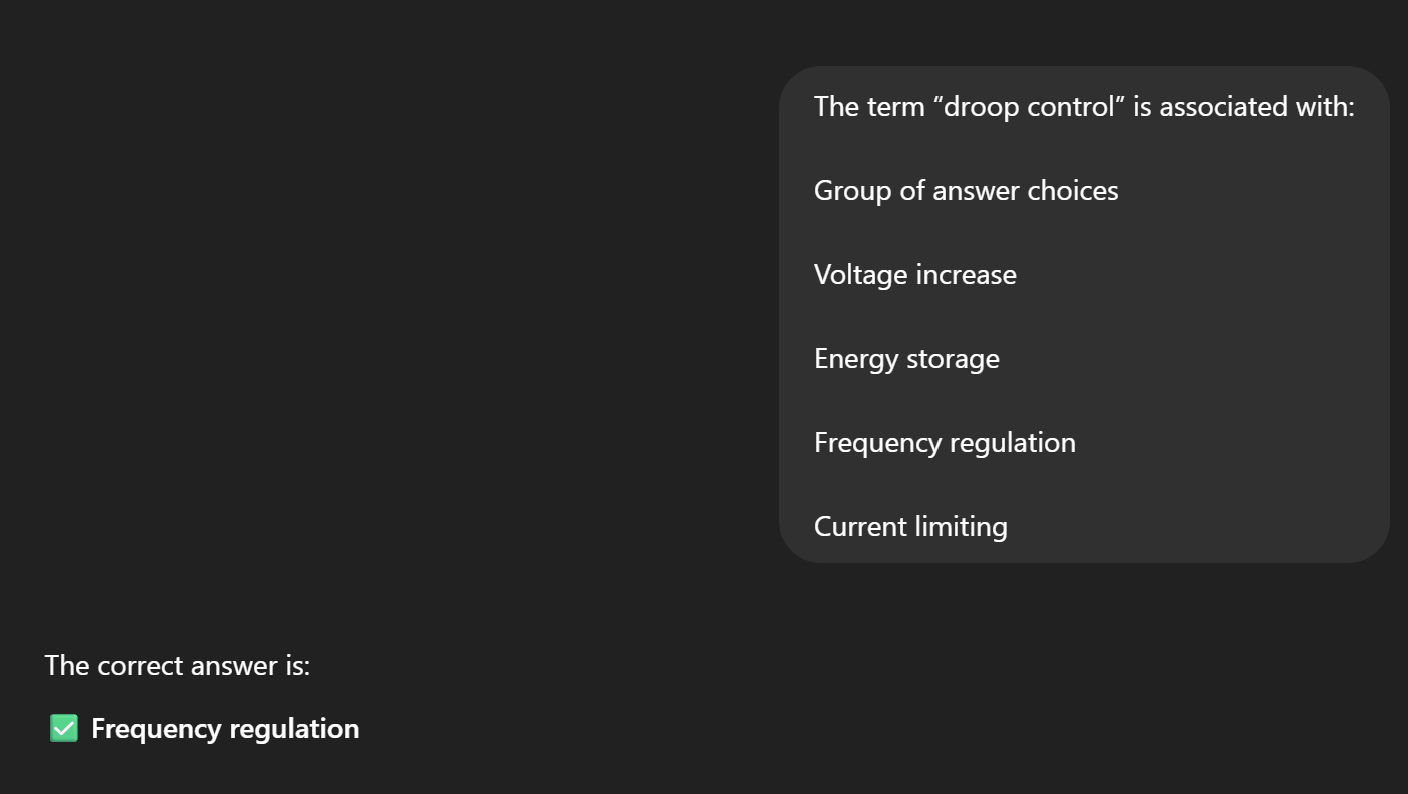 The term “droop control” is associated with:
Group of answer choices
Voltage increase
Energy storage
Frequency regulation
Current limiting
The correct answer is:
✅ Frequency regulation